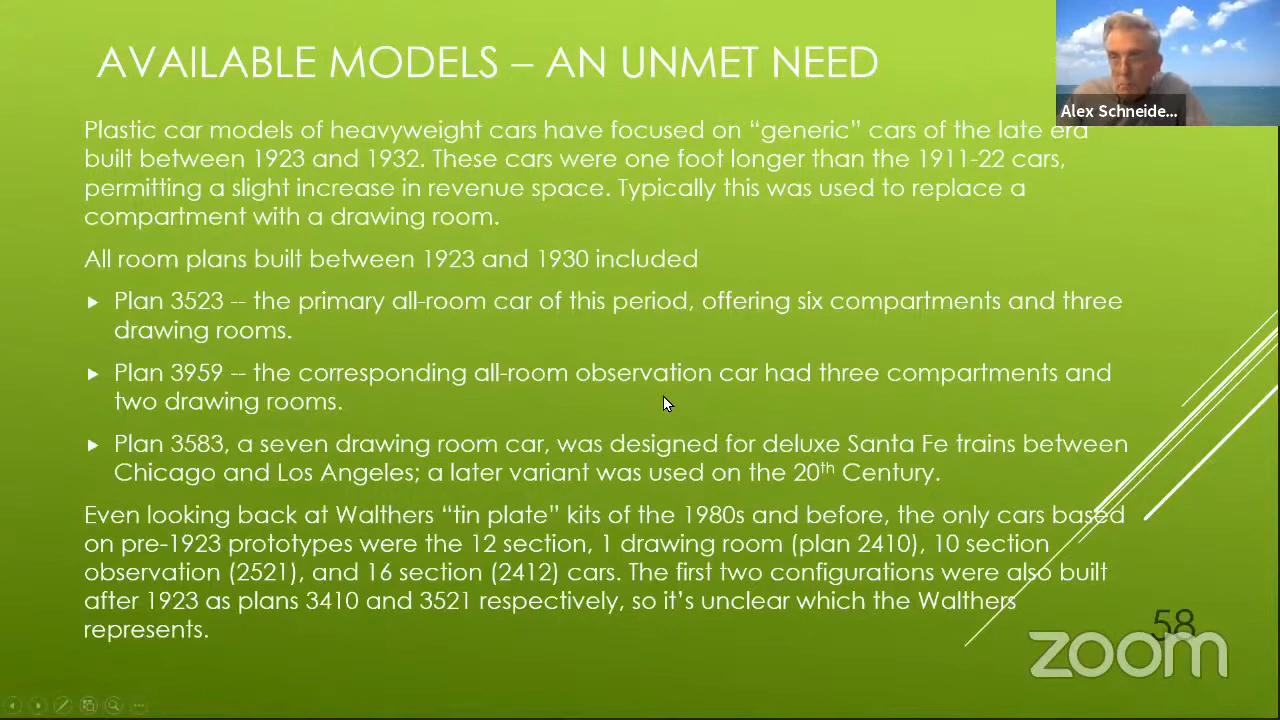 AVAILABLE MODELS – AN UNMET NEED
Alex Schneide...
Plastic car models of heavyweight cars have focused on “generic” cars of the late era
built between 1923 and 1932. These cars were one foot longer than the 1911-22 cars,
permitting a slight increase in revenue space. Typically this was used to replace a
compartment with a drawing room.
All room plans built between 1923 and 1930 included
Plan 3523 -- the primary all-room car of this period, offering six compartments and three
drawing rooms.
Plan 3959 -- the corresponding all-room observation car had three compartments and
two drawing rooms.
Plan 3583, a seven drawing room car, was designed for deluxe Santa Fe trains between
Chicago and Los Angeles; a later variant was used on the 20th Century.
Even looking back at Walthers “tin plate” kits of the 1980s and before, the only cars based
on pre-1923 prototypes were the 12 section, 1 drawing room (plan 2410), 10 section
observation (2521), and 16 section (2412) cars. The first two configurations were also built
after 1923 as plans 3410 and 3521 respectively, so it’s unclear which the Walthers
represents.
58
zoom